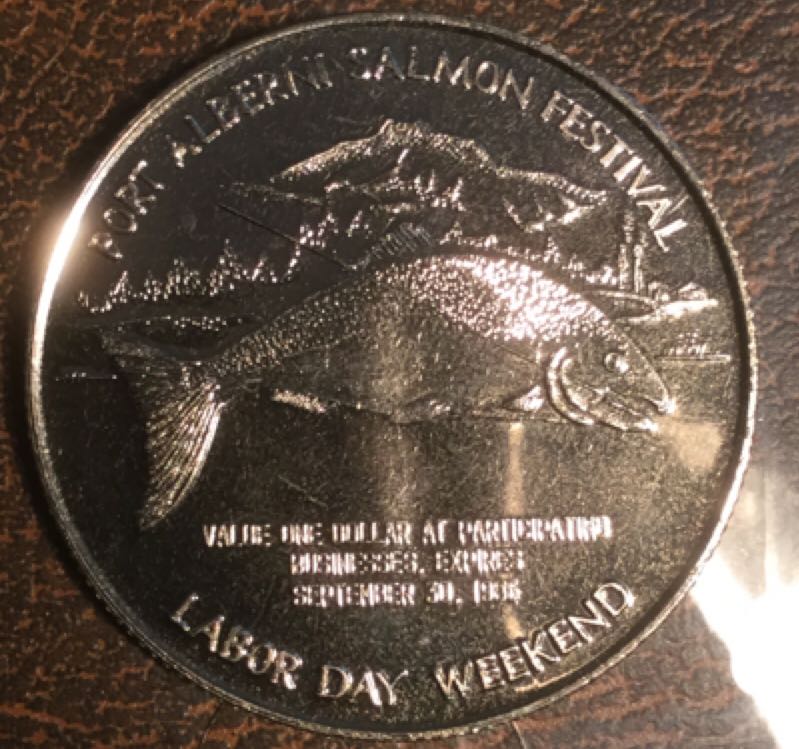 PORT ALBERNI SALMON FESTIVAL
VALUE ONE DOLLAR AT PARTICIPATING
BUSINESSES. EXPIRES
SEPTEMBER 30,
LABOR DAY WEEKEND